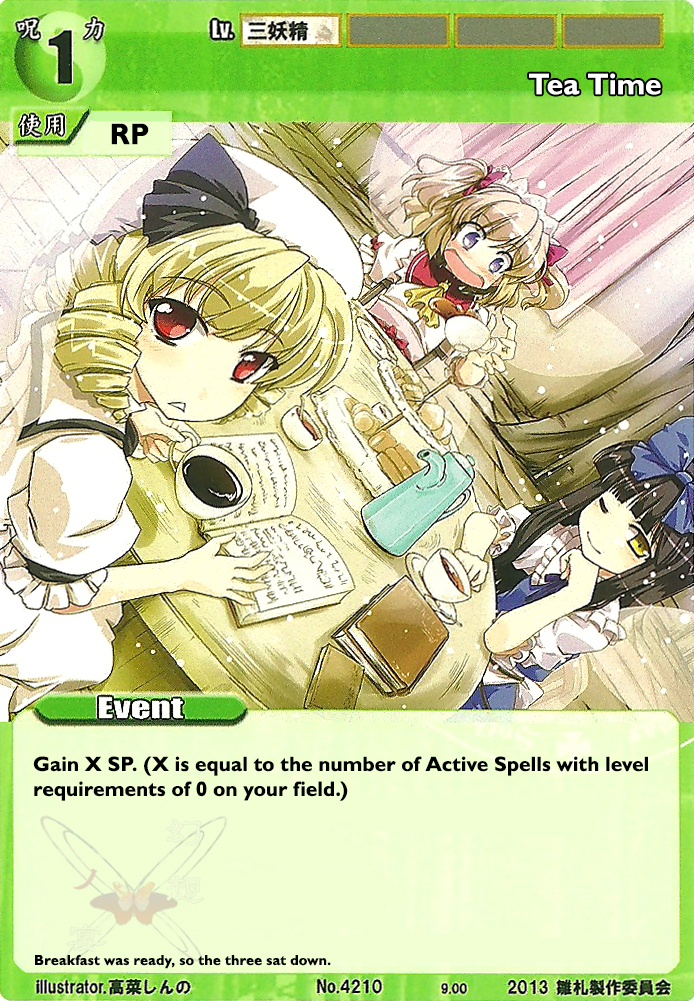 呪力
1
Lv. 三妖精
Tea Time
使用
RP
Event
Gain X SP. (X is equal to the number of Active Spells with level
requirements of 0 on your field.)
Breakfast was ready, so the three sat down.
illustrator.高菜しんの No.4210 9.00 2013 雛札製作委員会